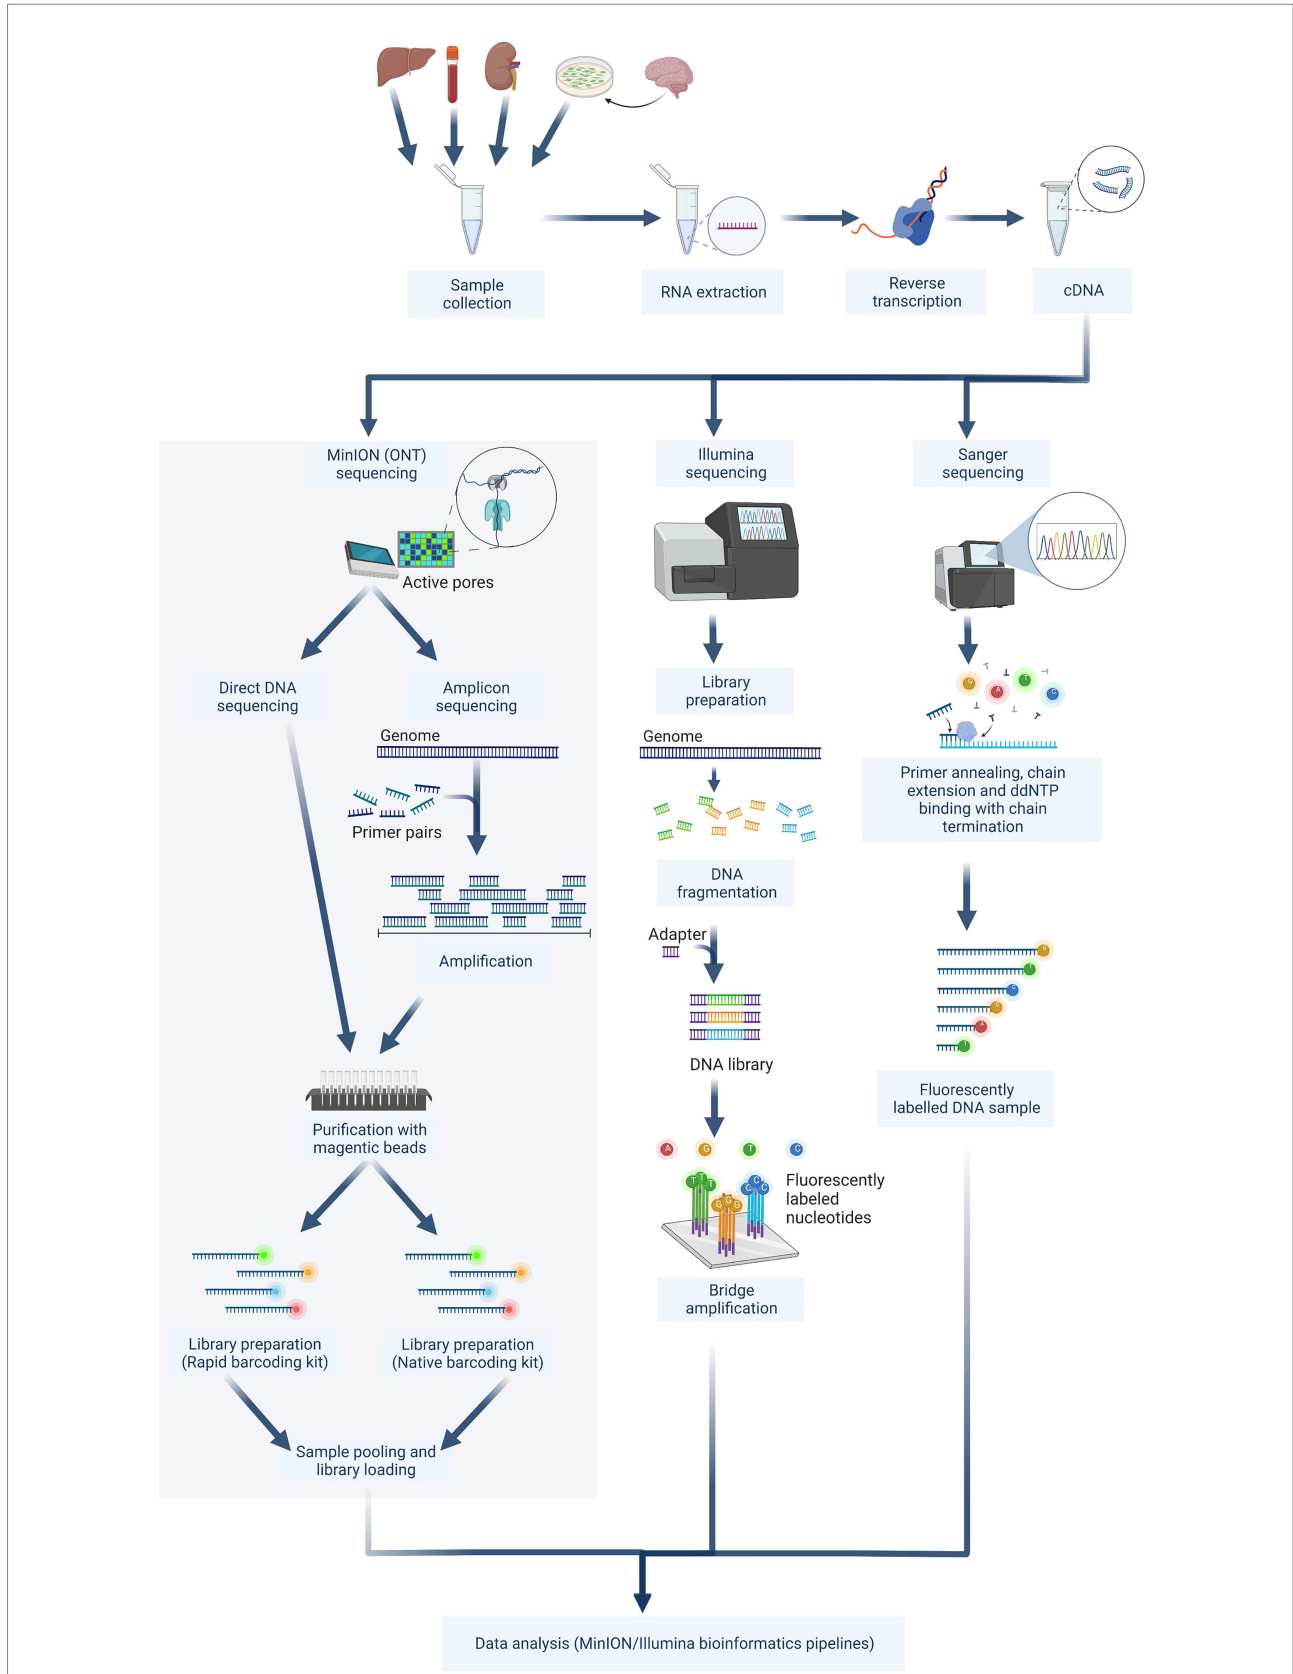 Sample
collection
RNA extraction
Reverse
transcription
cDNA
MinION (ONT)
sequencing
Active pores
Direct DNA
sequencing
Amplicon
sequencing
Genome
Primer pairs
Amplification
Purification with
magentic beads
Library preparation
(Rapid barcoding kit)
Library preparation
(Native barcoding kit)
Sample pooling and
library loading
Illumina
sequencing
Library
preparation
Genome
DNA
fragmentation
Adapter
DNA library
A G T C
T T T
G G G
C C C
Fluorescently
labeled
nucleotides
Bridge
amplification
Sanger
sequencing
G A T C
Primer annealing, chain
extension and ddNTP
binding with chain
termination
G
T
C
G
A
T
Fluorescently
labelled DNA sample
Data analysis (MinION/Illumina bioinformatics pipelines)